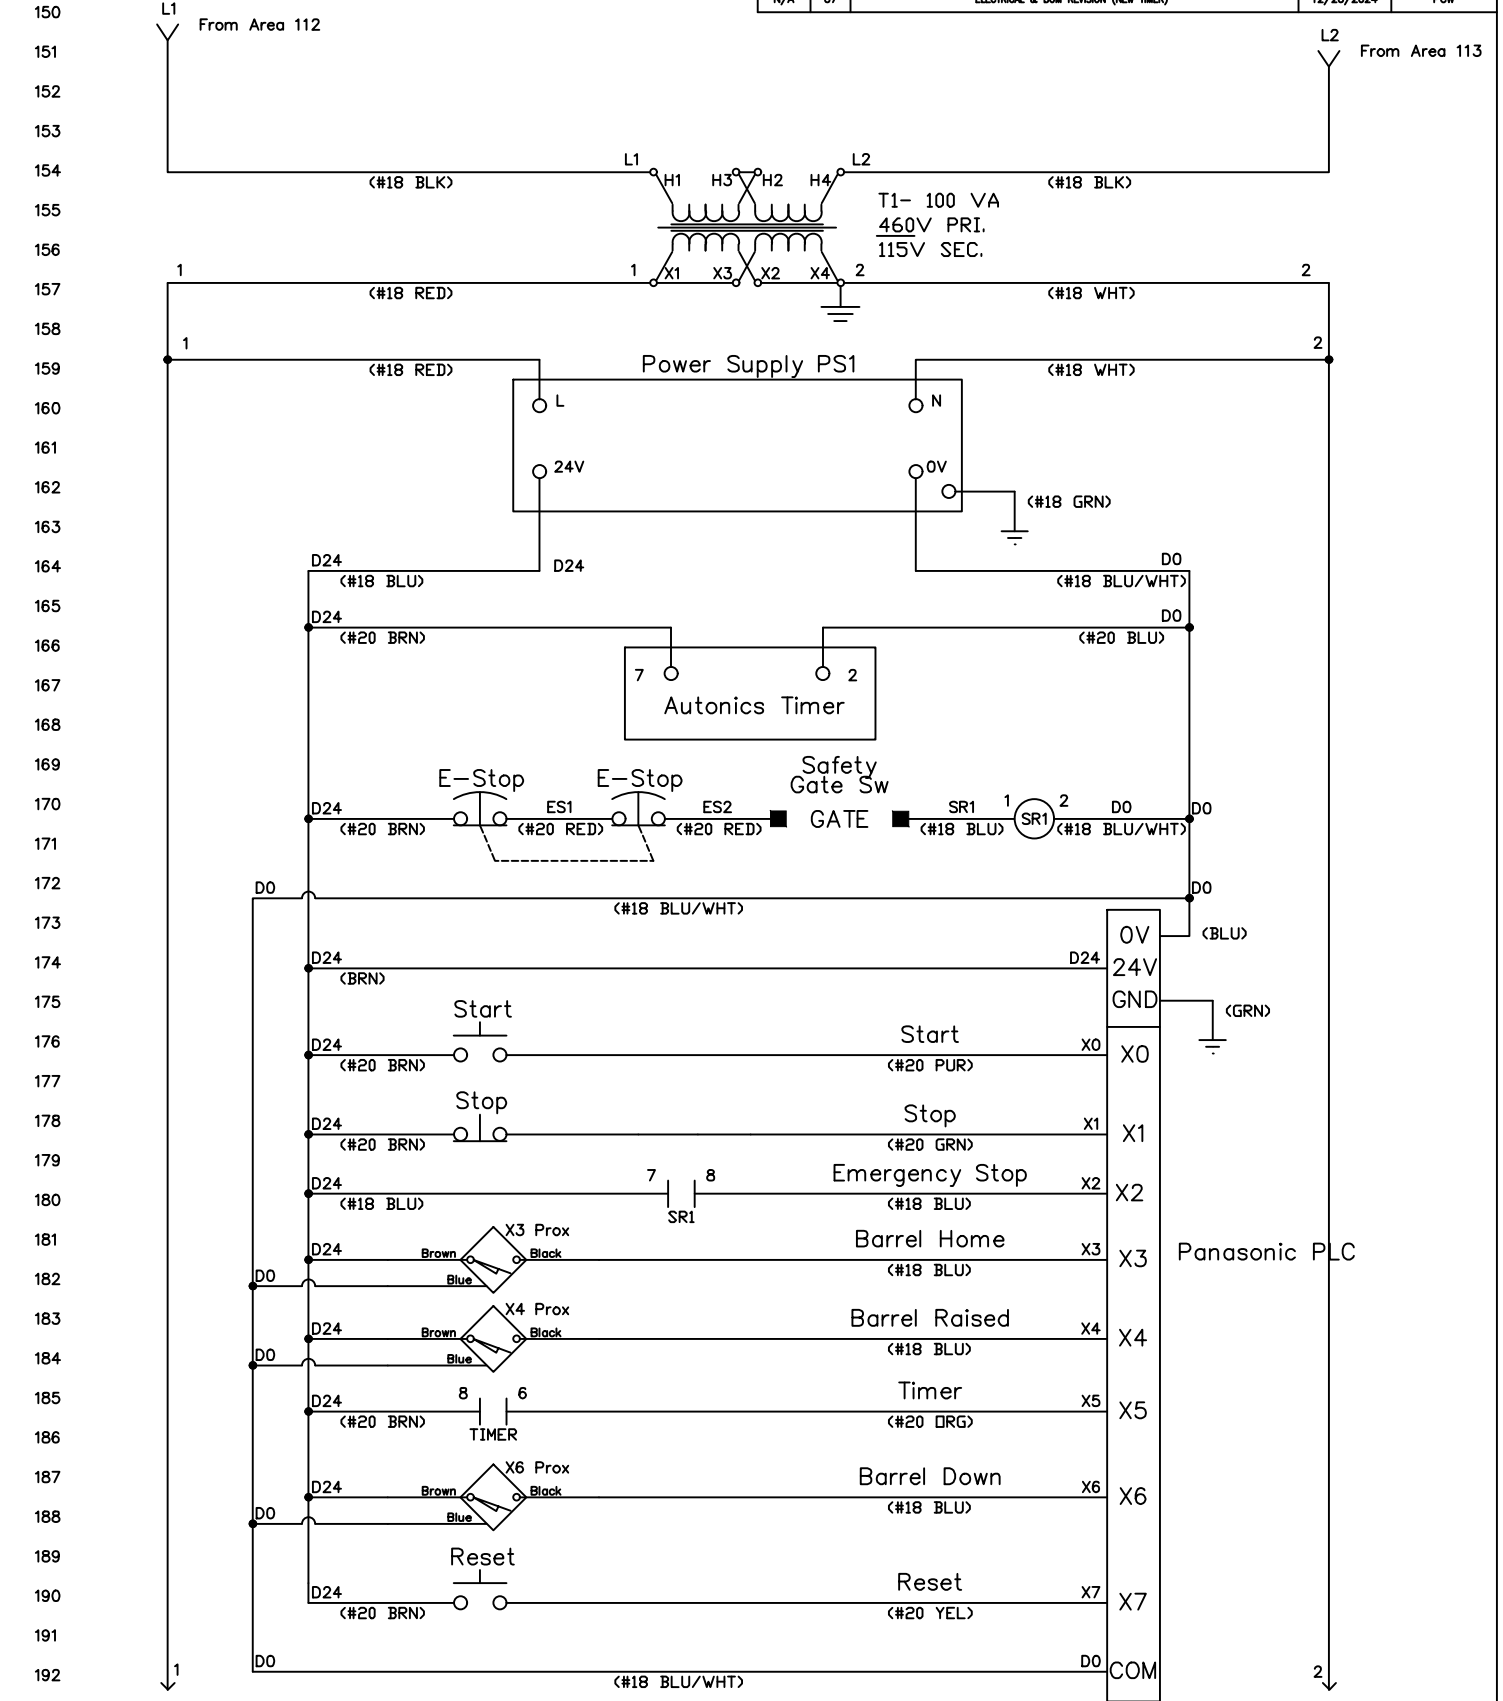 N/A 07 ELECTRICAL & BOM REVISION (NEW TIMER) 12/20/2024
150 L1 From Area 112
151 L2 From Area 113
152
153
154 L1 H1 H3 H2 H4 L2
(#18 BLK) (#18 BLK)
155 T1- 100 VA
460V PRI.
156 115V SEC.
1 1 X1 X3 X2 X4 2 2
157 (#18 RED) (#18 WHT)
158
1 Power Supply PS1 2
159 (#18 RED) (#18 WHT)
160 L N
161
24V 0V
162 (#18 GRN)
163
164 D24 D24 D0
(#18 BLU) (#18 BLU/WHT)
165 D24 D0
166 (#20 BRN) (#20 BLU)
167 7 2
Autonics Timer
168
169 E-Stop E-Stop Safety
Gate Sw
170 D24 ES1 ES2 GATE SR1 1 SR1 2 D0 D0
(#20 BRN) (#20 RED) (#20 RED) (#18 BLU) (#18 BLU/WHT)
171
172 D0 D0
(#18 BLU/WHT)
173 0V (BLU)
174 D24 D24 24V
(BRN)
175 GND (GRN)
Start
176 D24 Start X0 X0
(#20 BRN) (#20 PUR)
177 Stop
178 D24 Stop X1 X1
(#20 BRN) (#20 GRN)
179 D24 7 8 Emergency Stop X2 X2
180 (#18 BLU) SR1 (#18 BLU)
181 X3 Prox
D24 Brown Black Barrel Home X3 X3 Panasonic PLC
182 D0 Blue (#18 BLU)
183 X4 Prox
D24 Brown Black Barrel Raised X4 X4
184 D0 Blue (#18 BLU)
185 D24 8 6 Timer X5 X5
(#20 BRN) TIMER (#20 ORG)
186
187 X6 Prox
D24 Brown Black Barrel Down X6 X6
188 D0 Blue (#18 BLU)
189 Reset
190 D24 Reset X7 X7
(#20 BRN) (#20 YEL)
191
192 1 D0 D0 COM 2
(#18 BLU/WHT)